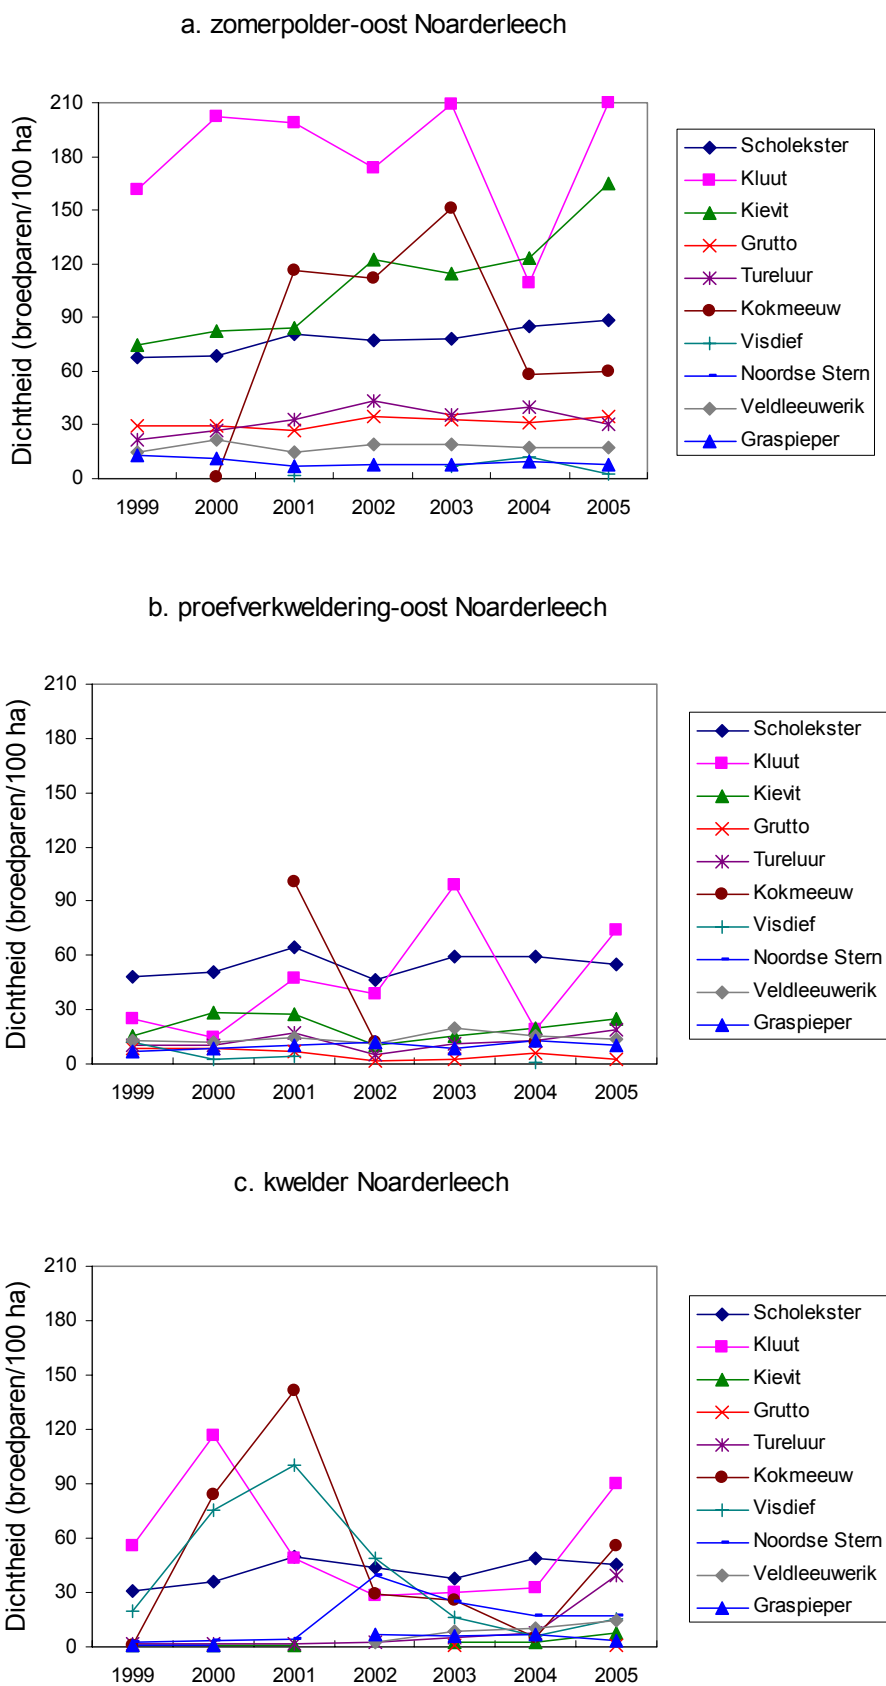 a. zomerpolder-oost Noarderleech
Dichtheid (broedparen/100 ha)
210
180
150
120
90
60
30
0
1999 2000 2001 2002 2003 2004 2005
Scholekster
Kluut
Kievit
Grutto
Tureluur
Kokmeeuw
Visdief
Noordse Stern
Veldleeuwerik
Graspieper
b. proefverkweldering-oost Noarderleech
Dichtheid (broedparen/100 ha)
210
180
150
120
90
60
30
0
1999 2000 2001 2002 2003 2004 2005
Scholekster
Kluut
Kievit
Grutto
Tureluur
Kokmeeuw
Visdief
Noordse Stern
Veldleeuwerik
Graspieper
c. kwelder Noarderleech
Dichtheid (broedparen/100 ha)
210
180
150
120
90
60
30
0
1999 2000 2001 2002 2003 2004 2005
Scholekster
Kluut
Kievit
Grutto
Tureluur
Kokmeeuw
Visdief
Noordse Stern
Veldleeuwerik
Graspieper